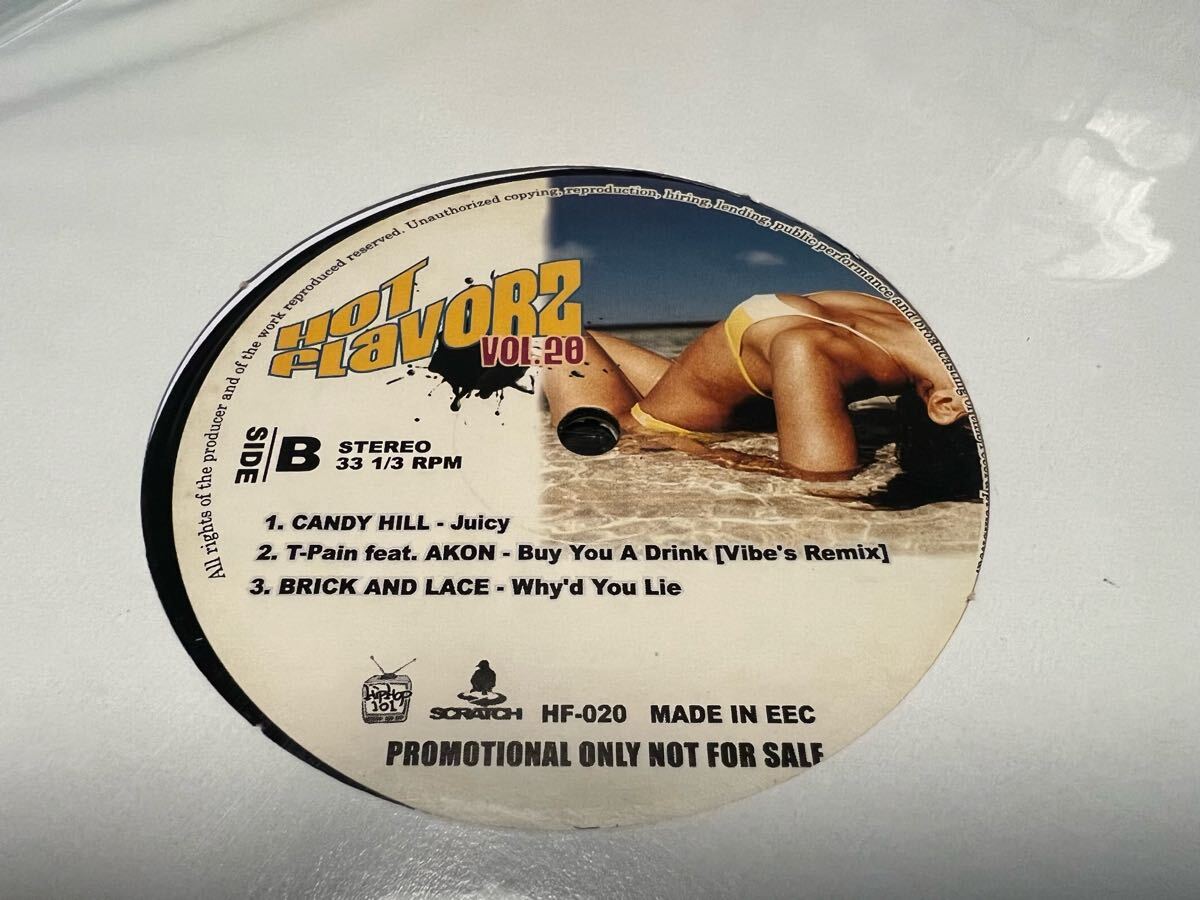 All rights of the producer and of the work reproduced reserved. Unauthorized copying, reproduction, hiring, lending, public performance and broadcasting
HOT
FLAVORZ
VOL.20
SIDE B
STEREO
33 1/3 RPM
1. CANDY HILL - Juicy
2. T-Pain feat. AKON - Buy You A Drink [Vibe's Remix]
3. BRICK AND LACE - Why'd You Lie
HipHop
101
SCRATCH HF-020 MADE IN EEC
PROMOTIONAL ONLY NOT FOR SALE